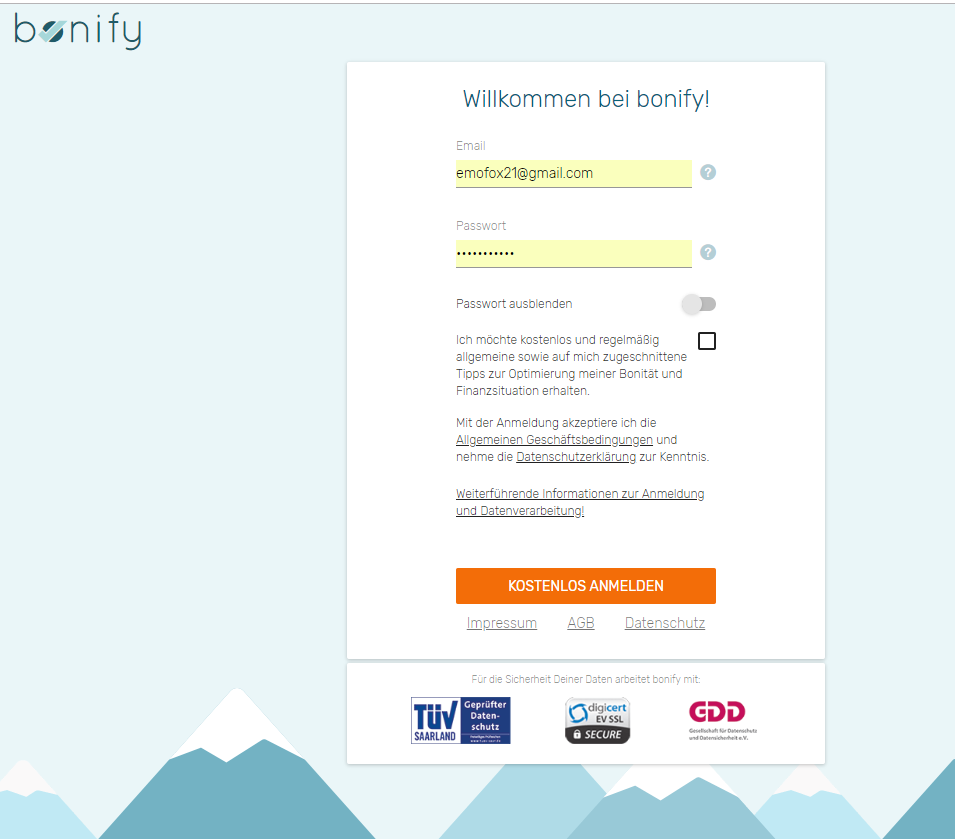 bonify
Willkommen bei bonify!
Email
emofox21@gmail.com
?
Passwort
•••••••••••
?
Passwort ausblenden
Ich möchte kostenlos und regelmäßig
allgemeine sowie auf mich zugeschnittene
Tipps zur Optimierung meiner Bonität und
Finanzsituation erhalten.
Mit der Anmeldung akzeptiere ich die
Allgemeinen Geschäftsbedingungen und
nehme die Datenschutzerklärung zur Kenntnis.
Weiterführende Informationen zur Anmeldung
und Datenverarbeitung!
KOSTENLOS ANMELDEN
Impressum AGB Datenschutz
Für die Sicherheit Deiner Daten arbeitet bonify mit:
TÜV
SAARLAND
Geprüfter
Daten-
schutz
digicert
EV SSL
SECURE
GDD
Gesellschaft für Datenschutz
und Datensicherheit e.V.